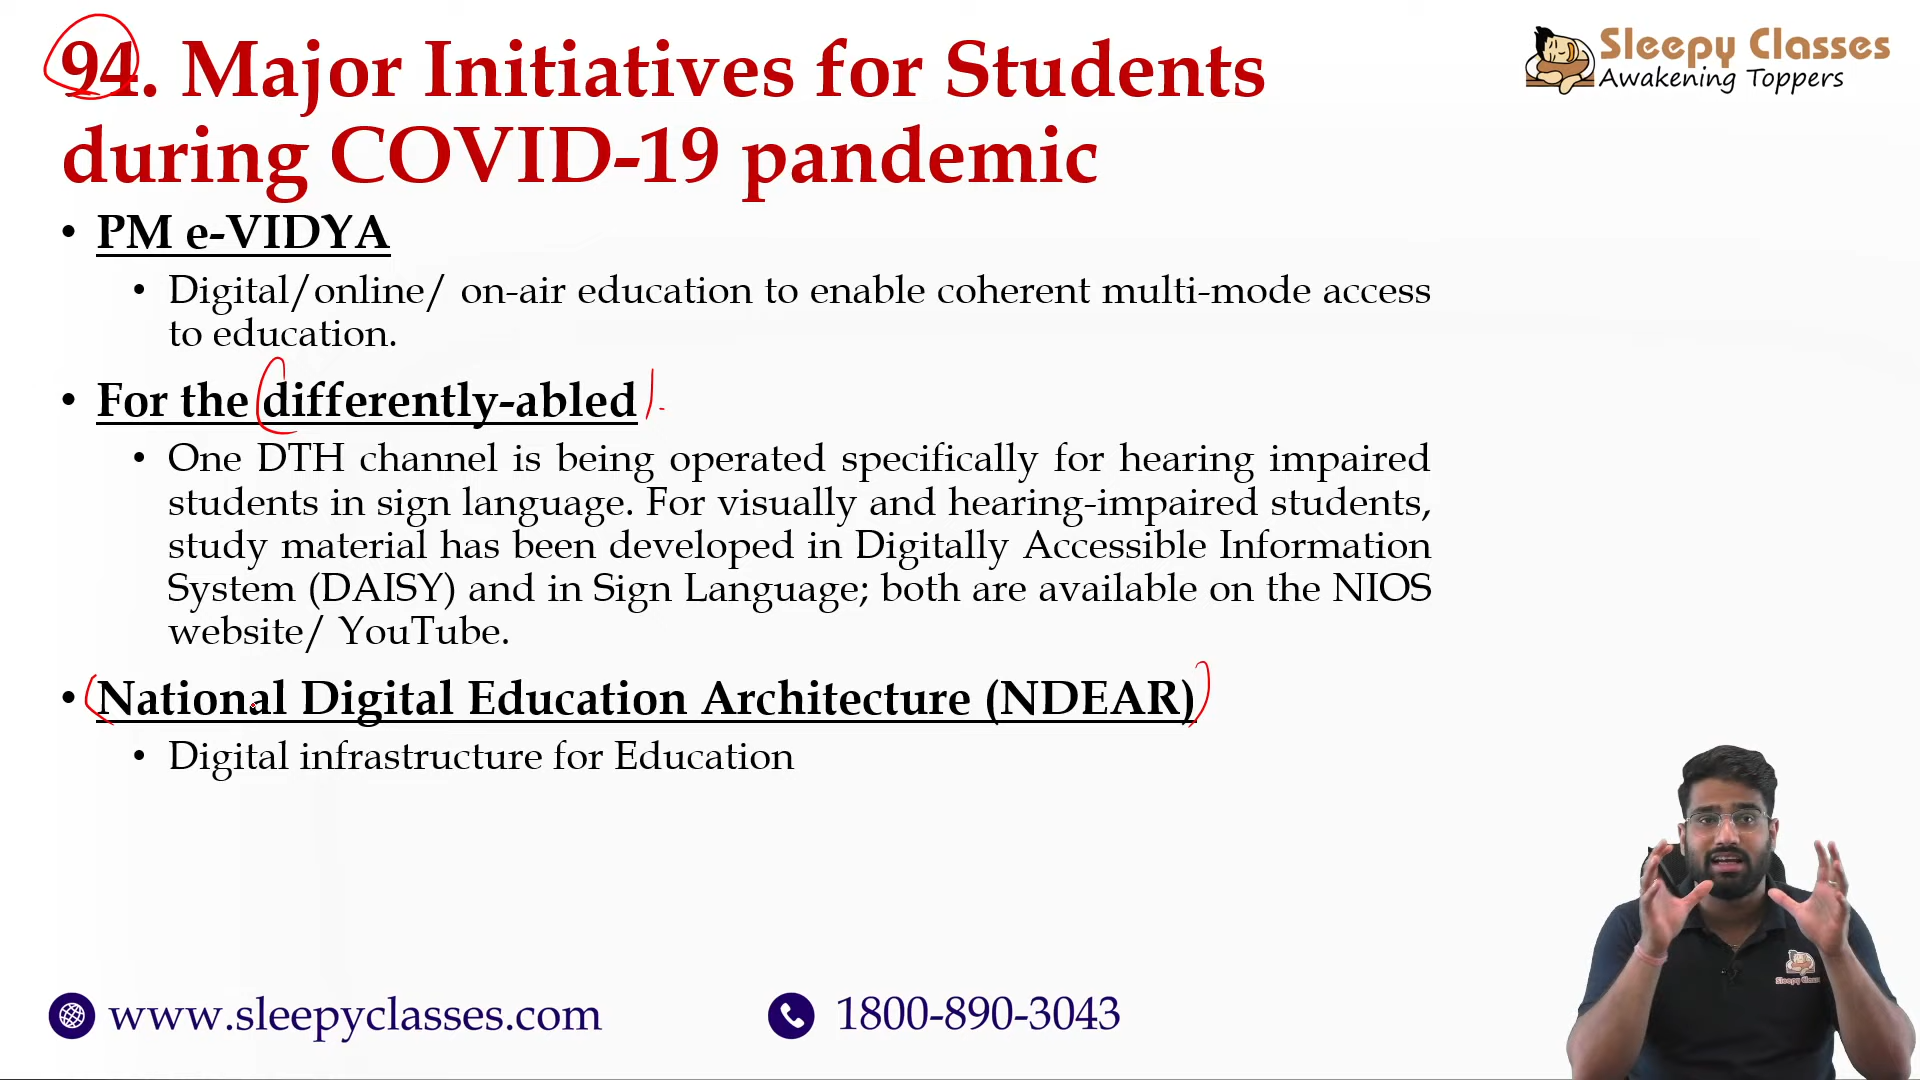 94. Major Initiatives for Students
during COVID-19 pandemic
Sleepy Classes
Awakening Toppers
• PM e-VIDYA
• Digital/online/ on-air education to enable coherent multi-mode access
to education.
• For the differently-abled
• One DTH channel is being operated specifically for hearing impaired
students in sign language. For visually and hearing-impaired students,
study material has been developed in Digitally Accessible Information
System (DAISY) and in Sign Language; both are available on the NIOS
website/ YouTube.
• National Digital Education Architecture (NDEAR)
• Digital infrastructure for Education
www.sleepyclasses.com
1800-890-3043